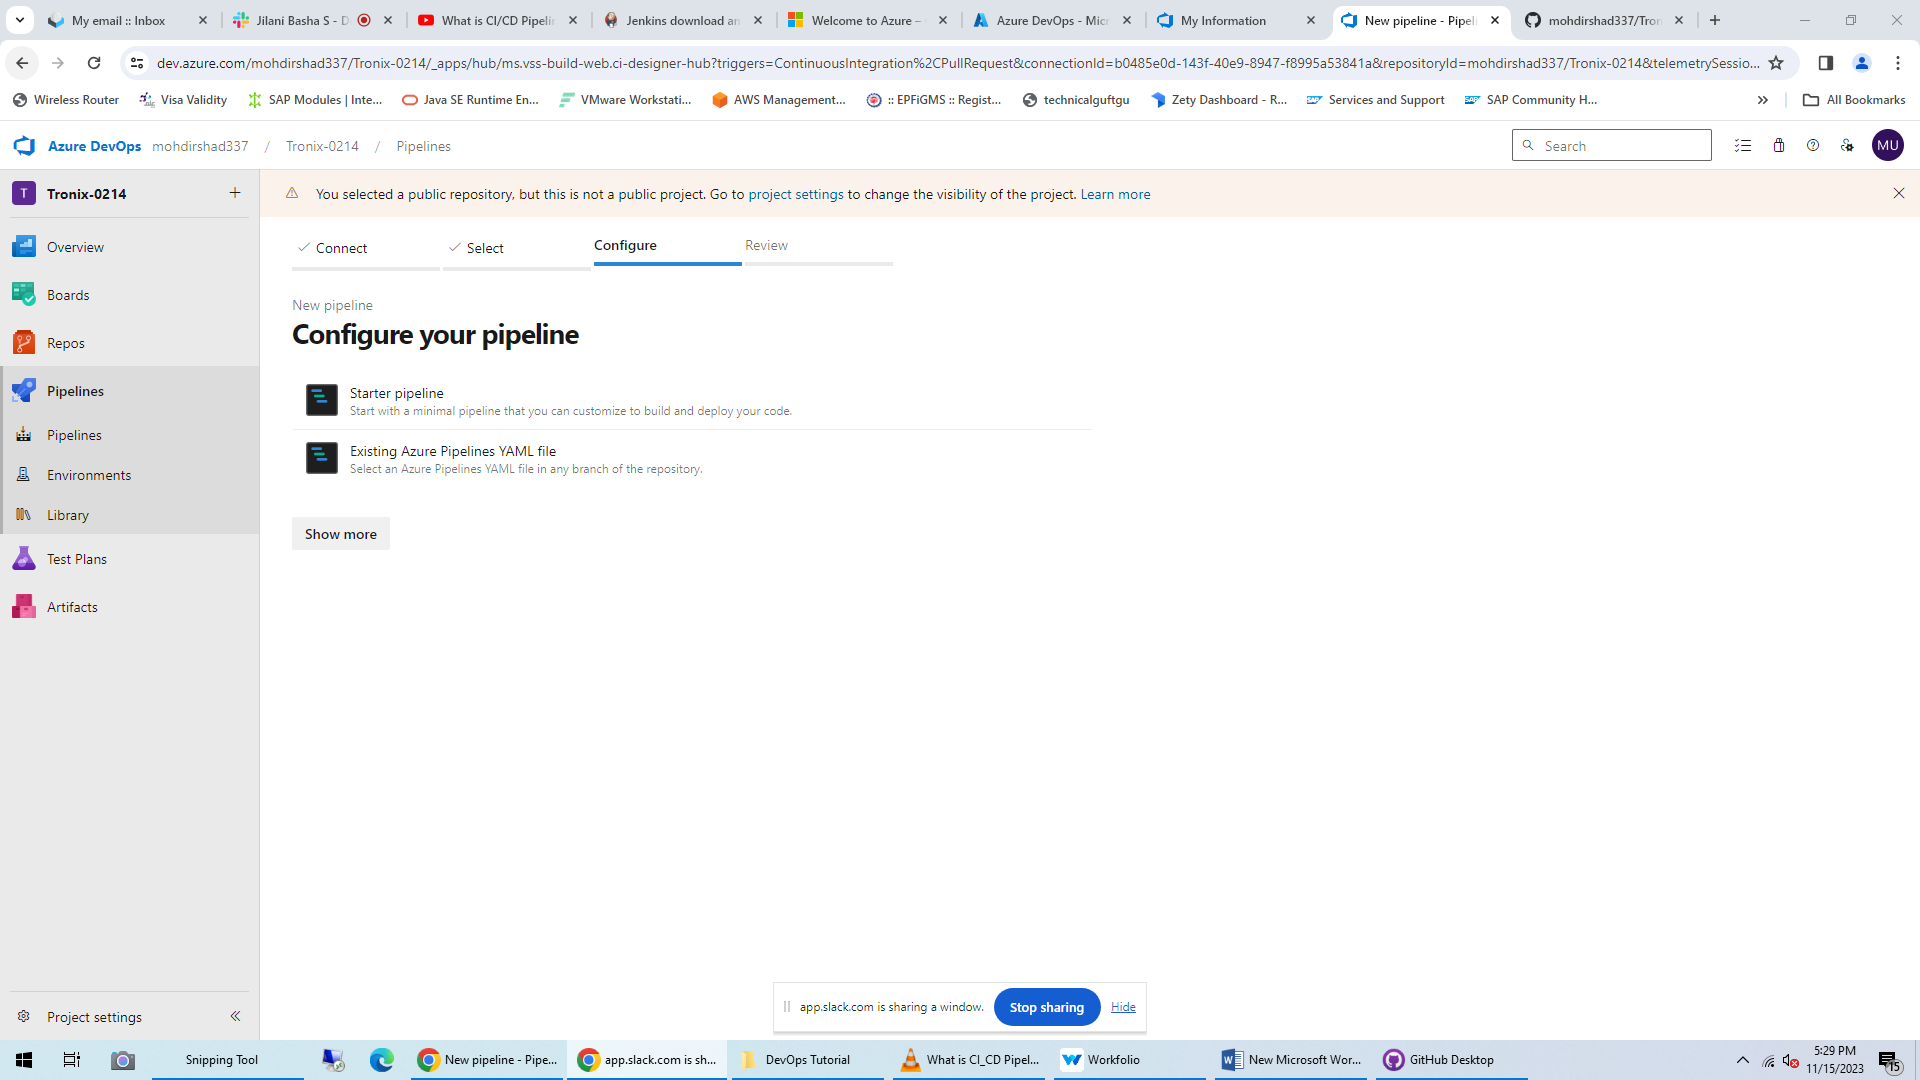 My email :: Inbox
Jilani Basha S - D
What is CI/CD Pipelin
Jenkins download an
Welcome to Azure –
Azure DevOps - Micr
My Information
New pipeline - Pipeli
mohdirshad337/Tron
dev.azure.com/mohdirshad337/Tronix-0214/_apps/hub/ms.vss-build-web.ci-designer-hub?triggers=ContinuousIntegration%2CPullRequest&connectionId=b0485e0d-143f-40e9-8947-f8995a53841a&repositoryId=mohdirshad337/Tronix-0214&telemetrySessio...
Wireless Router
Visa Validity
SAP Modules | Inte...
Java SE Runtime En...
VMware Workstati...
AWS Management...
:: EPFiGMS :: Regist...
technicalguftgu
Zety Dashboard - R...
Services and Support
SAP Community H...
All Bookmarks
Azure DevOps mohdirshad337 / Tronix-0214 / Pipelines
Search
MU
T Tronix-0214
You selected a public repository, but this is not a public project. Go to project settings to change the visibility of the project. Learn more
Overview
Boards
Repos
Pipelines
Pipelines
Environments
Library
Test Plans
Artifacts
Project settings
Connect
Select
Configure
Review
New pipeline
Configure your pipeline
Starter pipeline
Start with a minimal pipeline that you can customize to build and deploy your code.
Existing Azure Pipelines YAML file
Select an Azure Pipelines YAML file in any branch of the repository.
Show more
app.slack.com is sharing a window.
Stop sharing
Hide
Snipping Tool
New pipeline - Pipe...
app.slack.com is sh...
DevOps Tutorial
What is CI_CD Pipel...
Workfolio
New Microsoft Wor...
GitHub Desktop
5:29 PM
11/15/2023
15